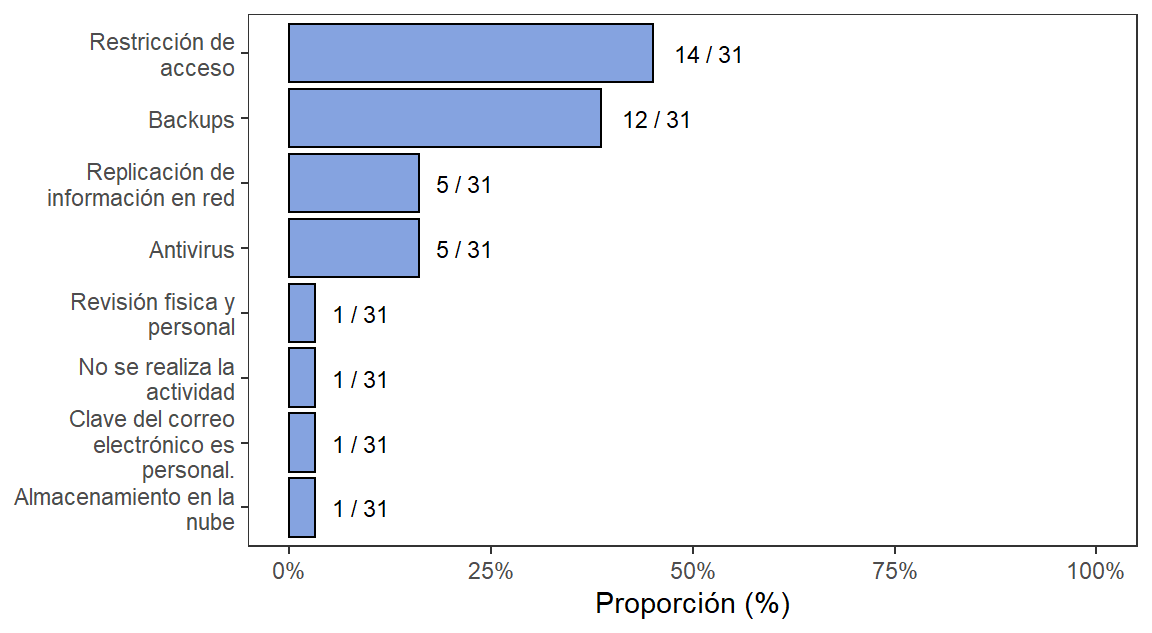 Restricción de
acceso
14 / 31
Backups
12 / 31
Replicación de
información en red
5 / 31
Antivirus
5 / 31
Revisión fisica y
personal
1 / 31
No se realiza la
actividad
1 / 31
Clave del correo
electrónico es
personal.
1 / 31
Almacenamiento en la
nube
1 / 31
0% 25% 50% 75% 100%
Proporción (%)